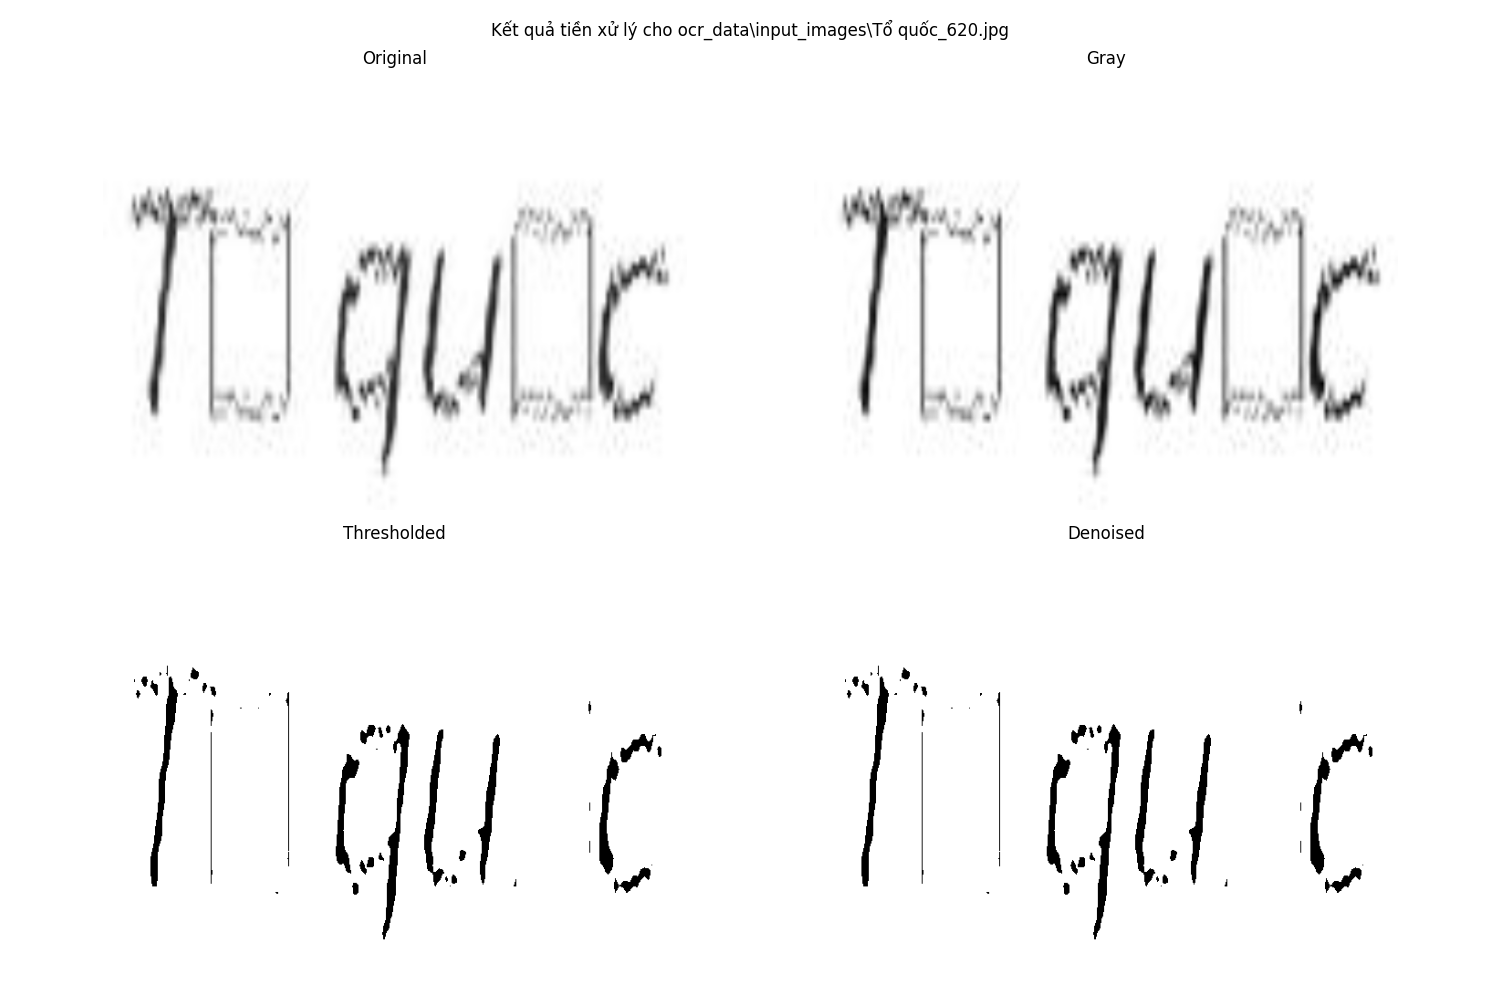 Kết quả tiền xử lý cho ocr_data\input_images\Tổ quốc_620.jpg
Original
Gray
T□ qu□c
T□ qu□c
Thresholded
Denoised